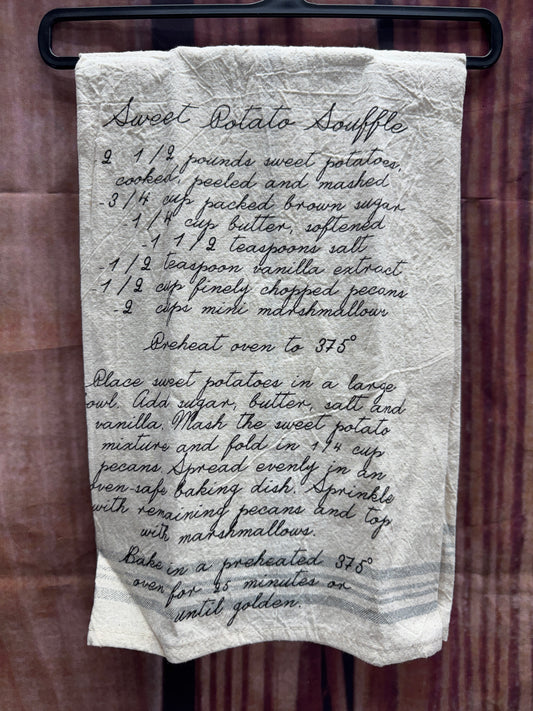 Sweet Potato Souffle
2 1/2 pounds sweet potatoes,
cooked, peeled and mashed
-3/4 cup packed brown sugar
-1/4 cup butter, softened
-1 1/2 teaspoons salt
-1/2 teaspoon vanilla extract
-1/2 cup finely chopped pecans
-2 cups mini marshmallow
Preheat oven to 375°
Place sweet potatoes in a large
owl. Add sugar, butter, salt and
vanilla. Mash the sweet potato
mixture and fold in 1/4 cup
pecans. Spread evenly in an
oven-safe baking dish. Sprinkle
with remaining pecans and top
with marshmallows.
Bake in a preheated 375°
oven for 25 minutes or
until golden.